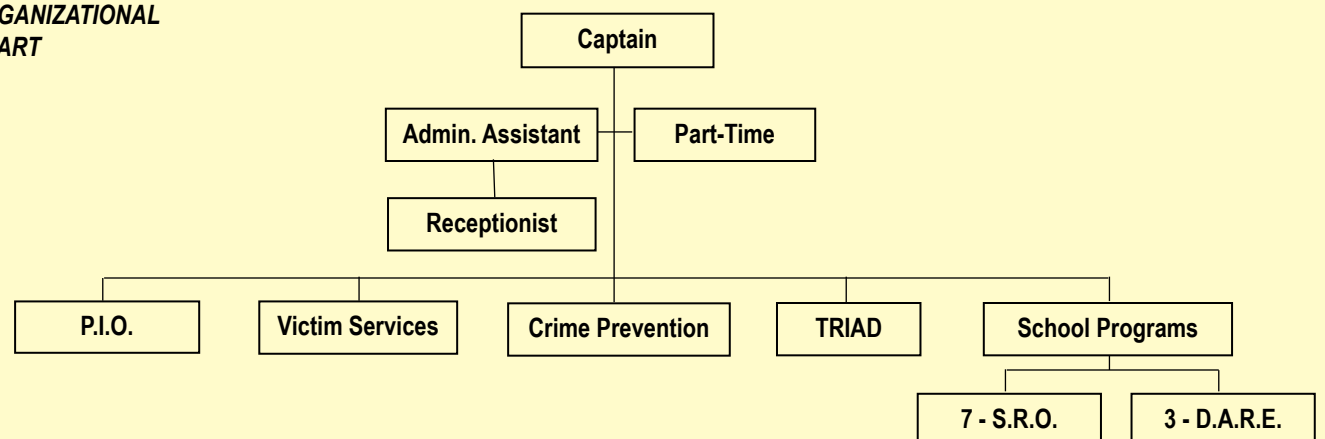 GANIZATIONAL
ART
Captain
Admin. Assistant
Part-Time
Receptionist
P.I.O.
Victim Services
Crime Prevention
TRIAD
School Programs
7 - S.R.O.
3 - D.A.R.E.